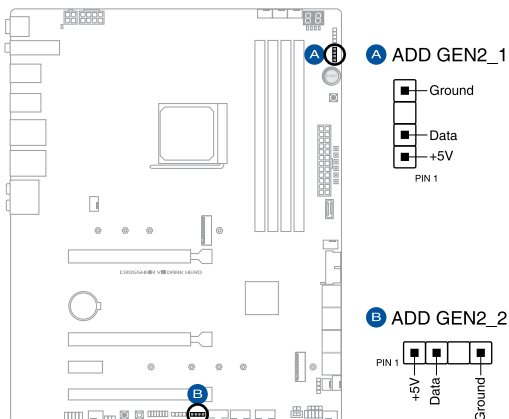 A
A ADD GEN2_1
Ground
Data
+5V
PIN 1
CROSSHAIR VIII DARK HERO
B ADD GEN2_2
PIN 1
+5V
Data
Ground
B